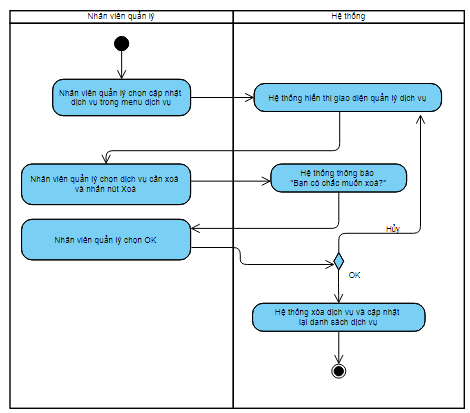 Nhân viên quản lý
Hệ thống
Nhân viên quản lý chọn cập nhật
dịch vụ trong menu dịch vụ
Hệ thống hiển thị giao diện quản lý dịch vụ
Nhân viên quản lý chọn dịch vụ cần xoá
và nhấn nút Xoá
Hệ thống thông báo
"Bạn có chắc muốn xoá?"
Nhân viên quản lý chọn OK
Hủy
OK
Hệ thống xóa dịch vụ và cập nhật
lại danh sách dịch vụ